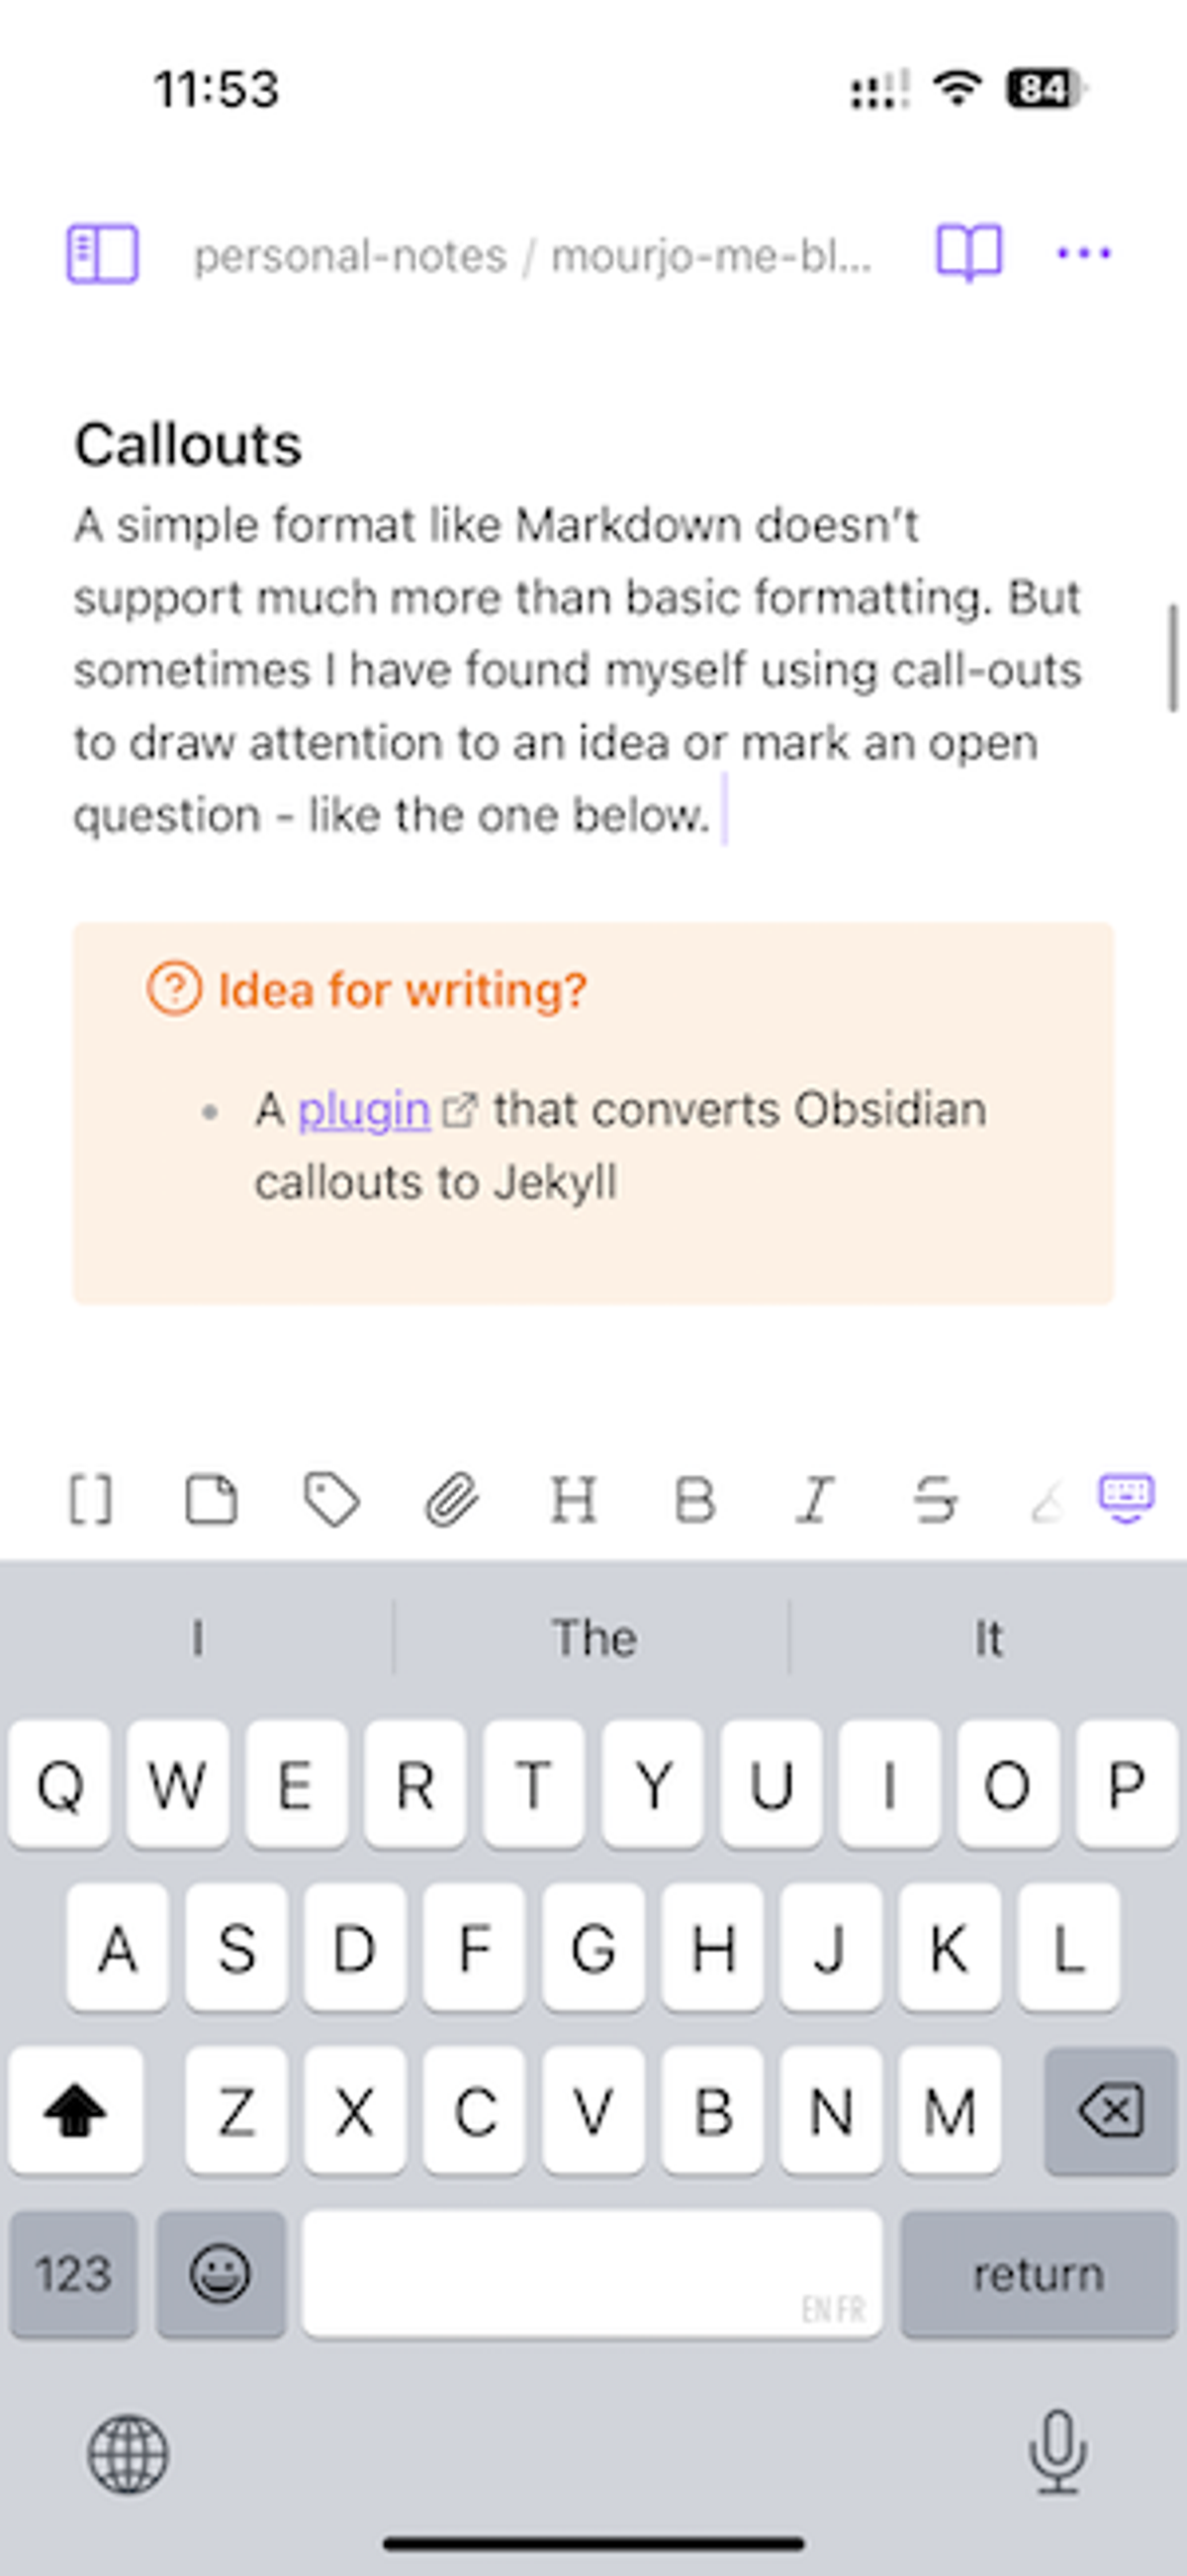 11:53
84
personal-notes / mourjo-me-bl...
Callouts
A simple format like Markdown doesn’t
support much more than basic formatting. But
sometimes I have found myself using call-outs
to draw attention to an idea or mark an open
question - like the one below.
Idea for writing?
• A plugin that converts Obsidian
callouts to Jekyll
H B I S
I The It
Q W E R T Y U I O P
A S D F G H J K L
Z X C V B N M
123 EN FR return